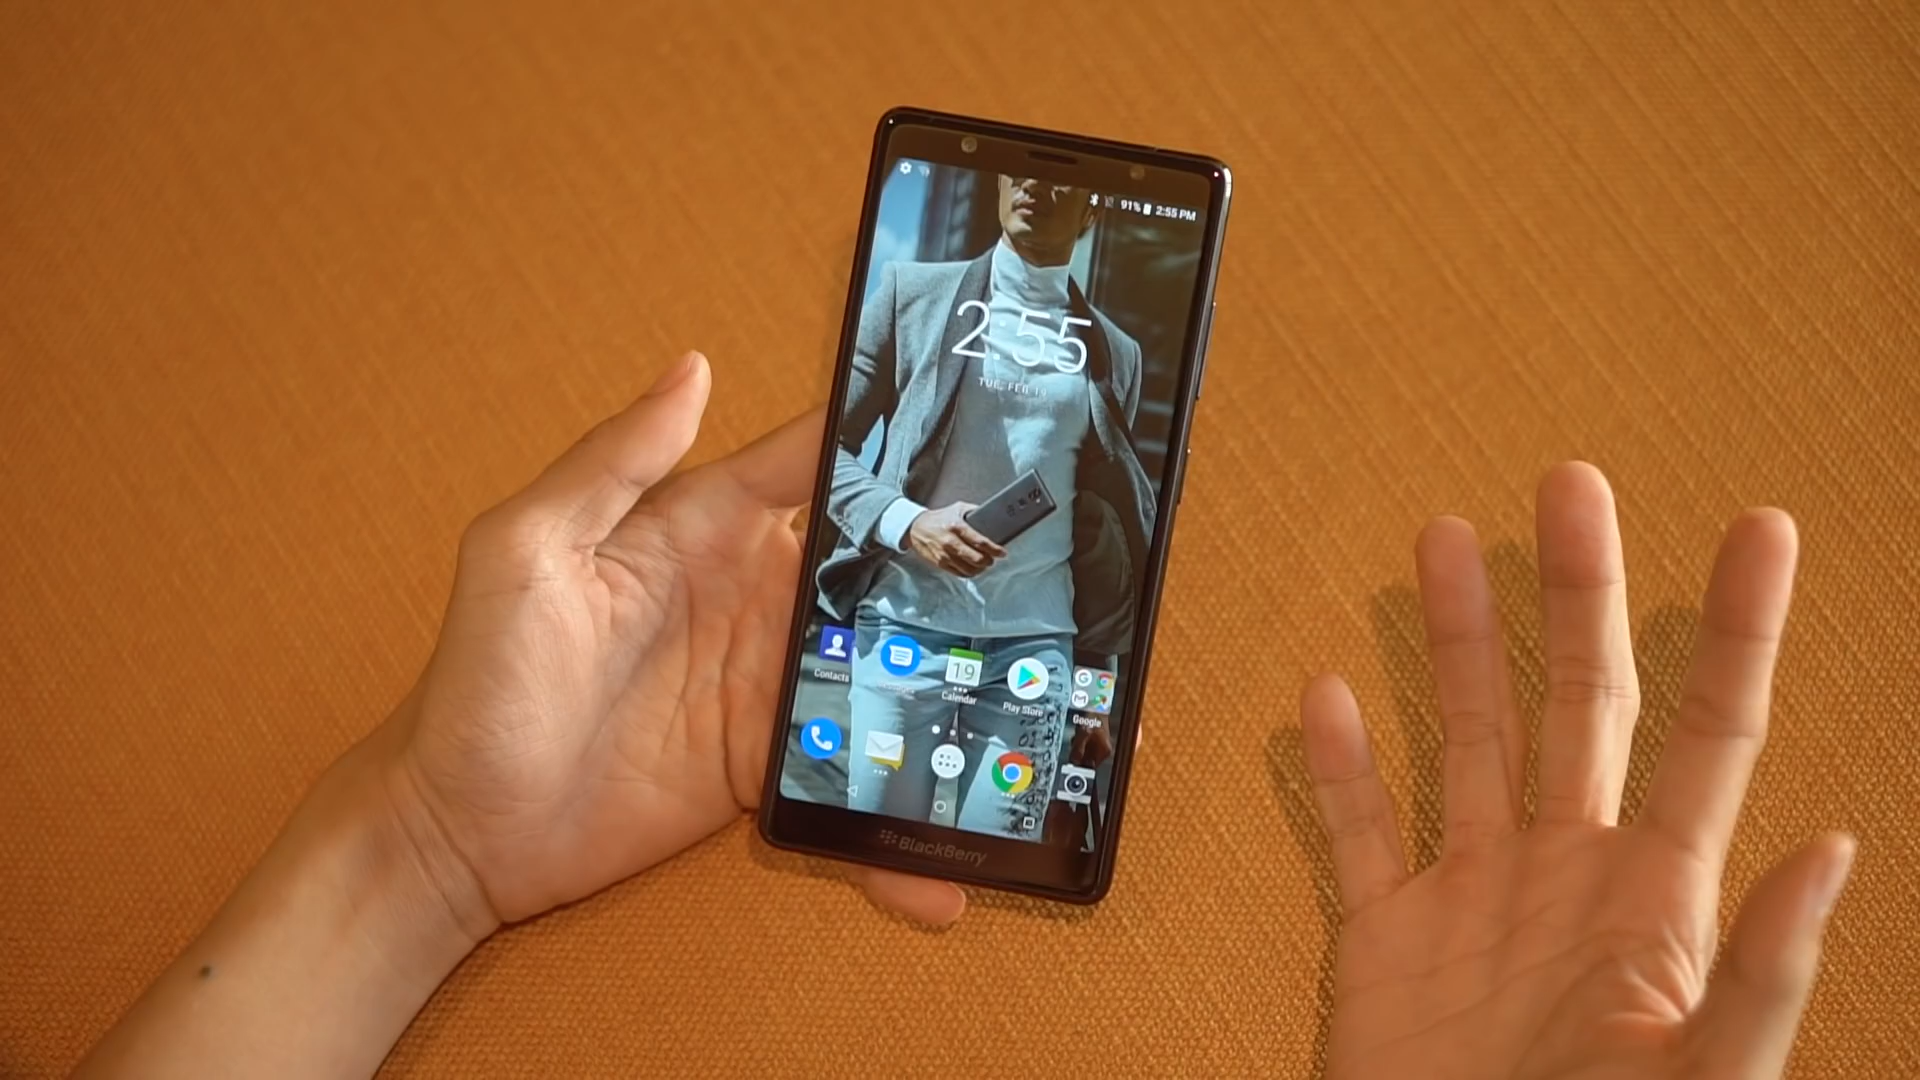 91% 2:55 PM
2:55
TUE, FEB 19
Contacts
19
Calendar
Play Store
Google
BlackBerry